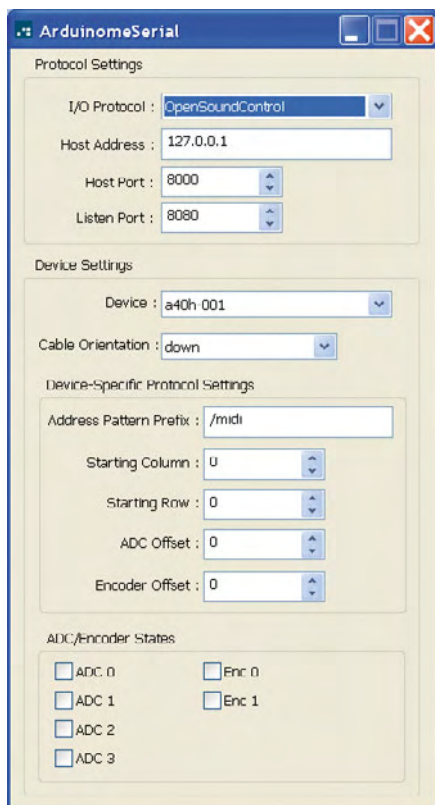 ArduinomeSerial
Protocol Settings
I/O Protocol : OpenSoundControl
Host Address : 127.0.0.1
Host Port : 8000
Listen Port : 8080
Device Settings
Device : a40h-001
Cable Orientation : down
Device-Specific Protocol Settings
Address Pattern Prefix : /midi
Starting Column : 0
Starting Row : 0
ADC Offset : 0
Encoder Offset : 0
ADC/Encoder States
ADC 0 Enc 0
ADC 1 Enc 1
ADC 2
ADC 3